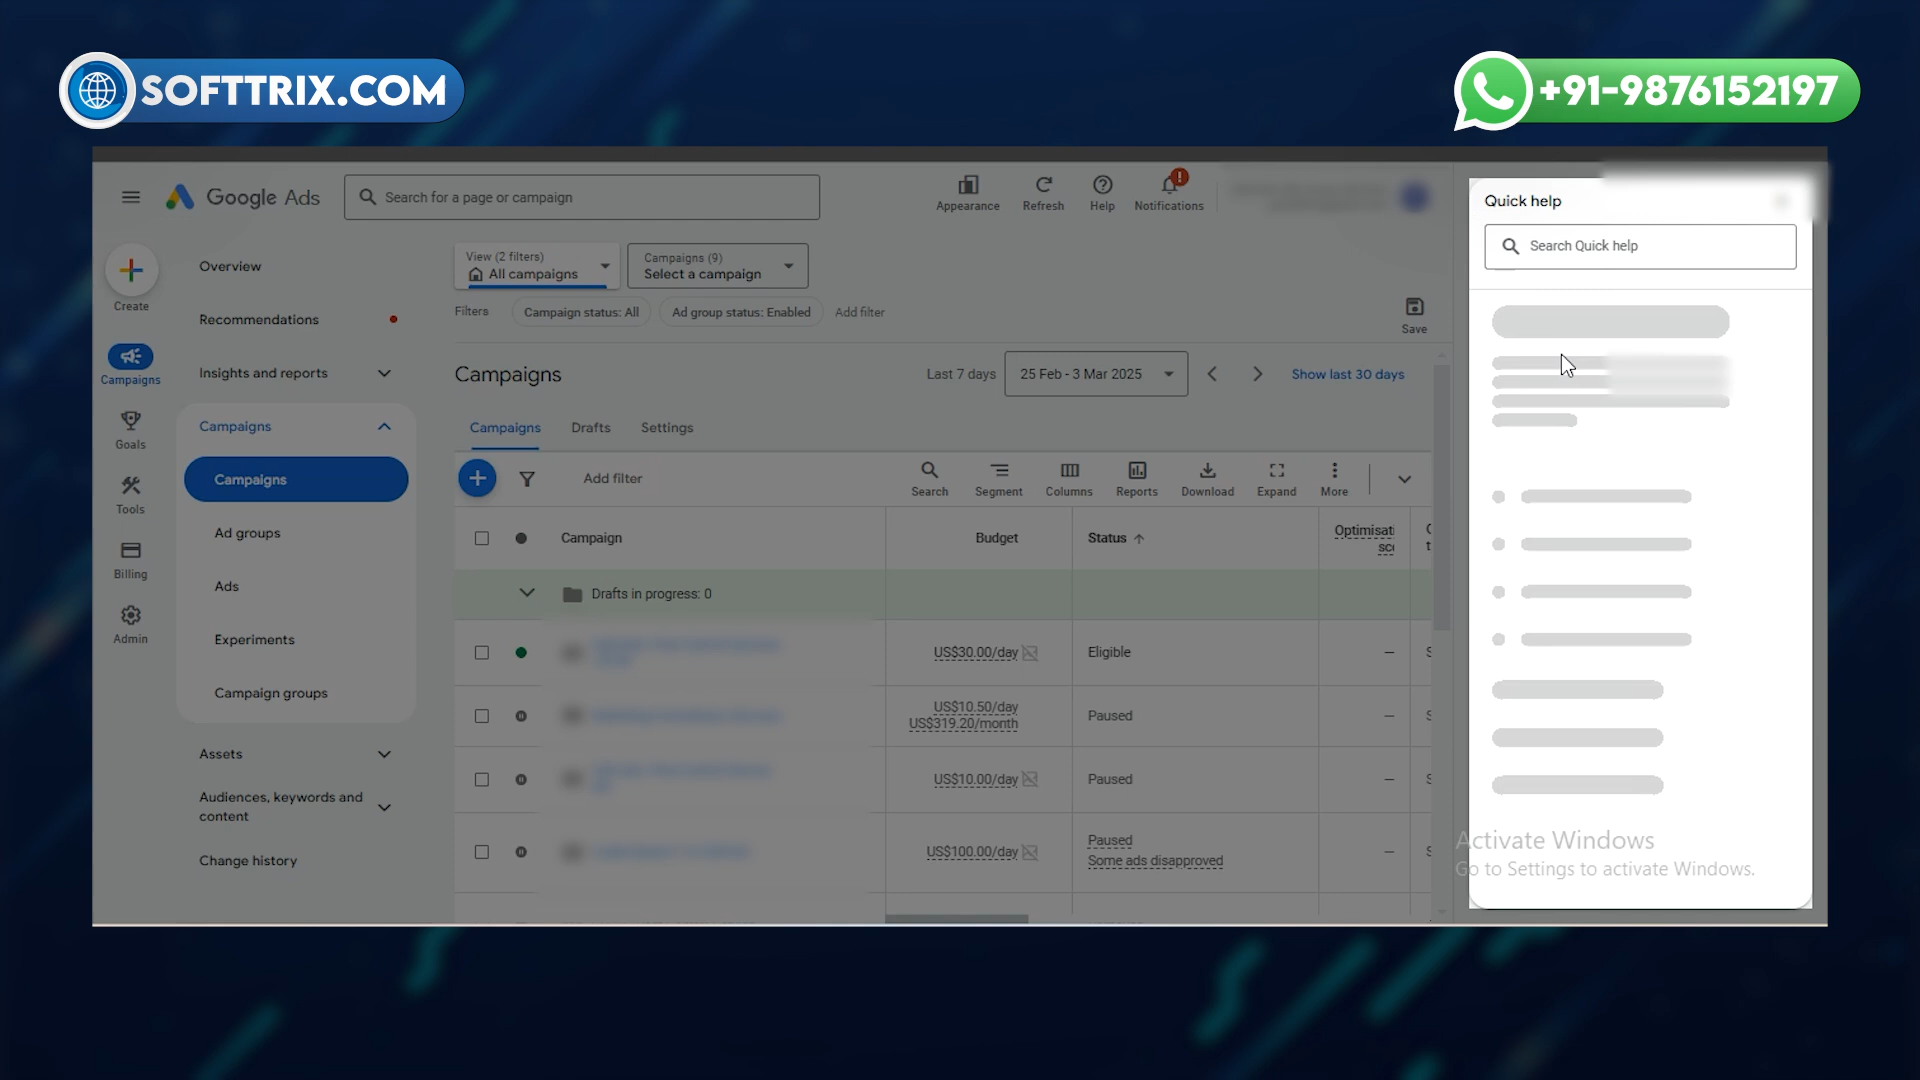 SOFTTRIX.COM
+91-9876152197
Google Ads
Search for a page or campaign
Appearance
Refresh
Help
Notifications
Quick help
Search Quick help
Create
Campaigns
Goals
Tools
Billing
Admin
Overview
Recommendations
Insights and reports
Campaigns
Campaigns
Ad groups
Ads
Experiments
Campaign groups
Assets
Audiences, keywords and
content
Change history
View (2 filters)
All campaigns
Campaigns (9)
Select a campaign
Filters
Campaign status: All
Ad group status: Enabled
Add filter
Save
Campaigns
Last 7 days
25 Feb - 3 Mar 2025
Show last 30 days
Campaigns
Drafts
Settings
Add filter
Search
Segment
Columns
Reports
Download
Expand
More
Campaign
Budget
Status
Drafts in progress: 0
US$30.00/day
Eligible
—
US$10.50/day
US$319.20/month
Paused
—
US$10.00/day
Paused
—
US$100.00/day
Paused
Some ads disapproved
—
Activate Windows
Go to Settings to activate Windows.